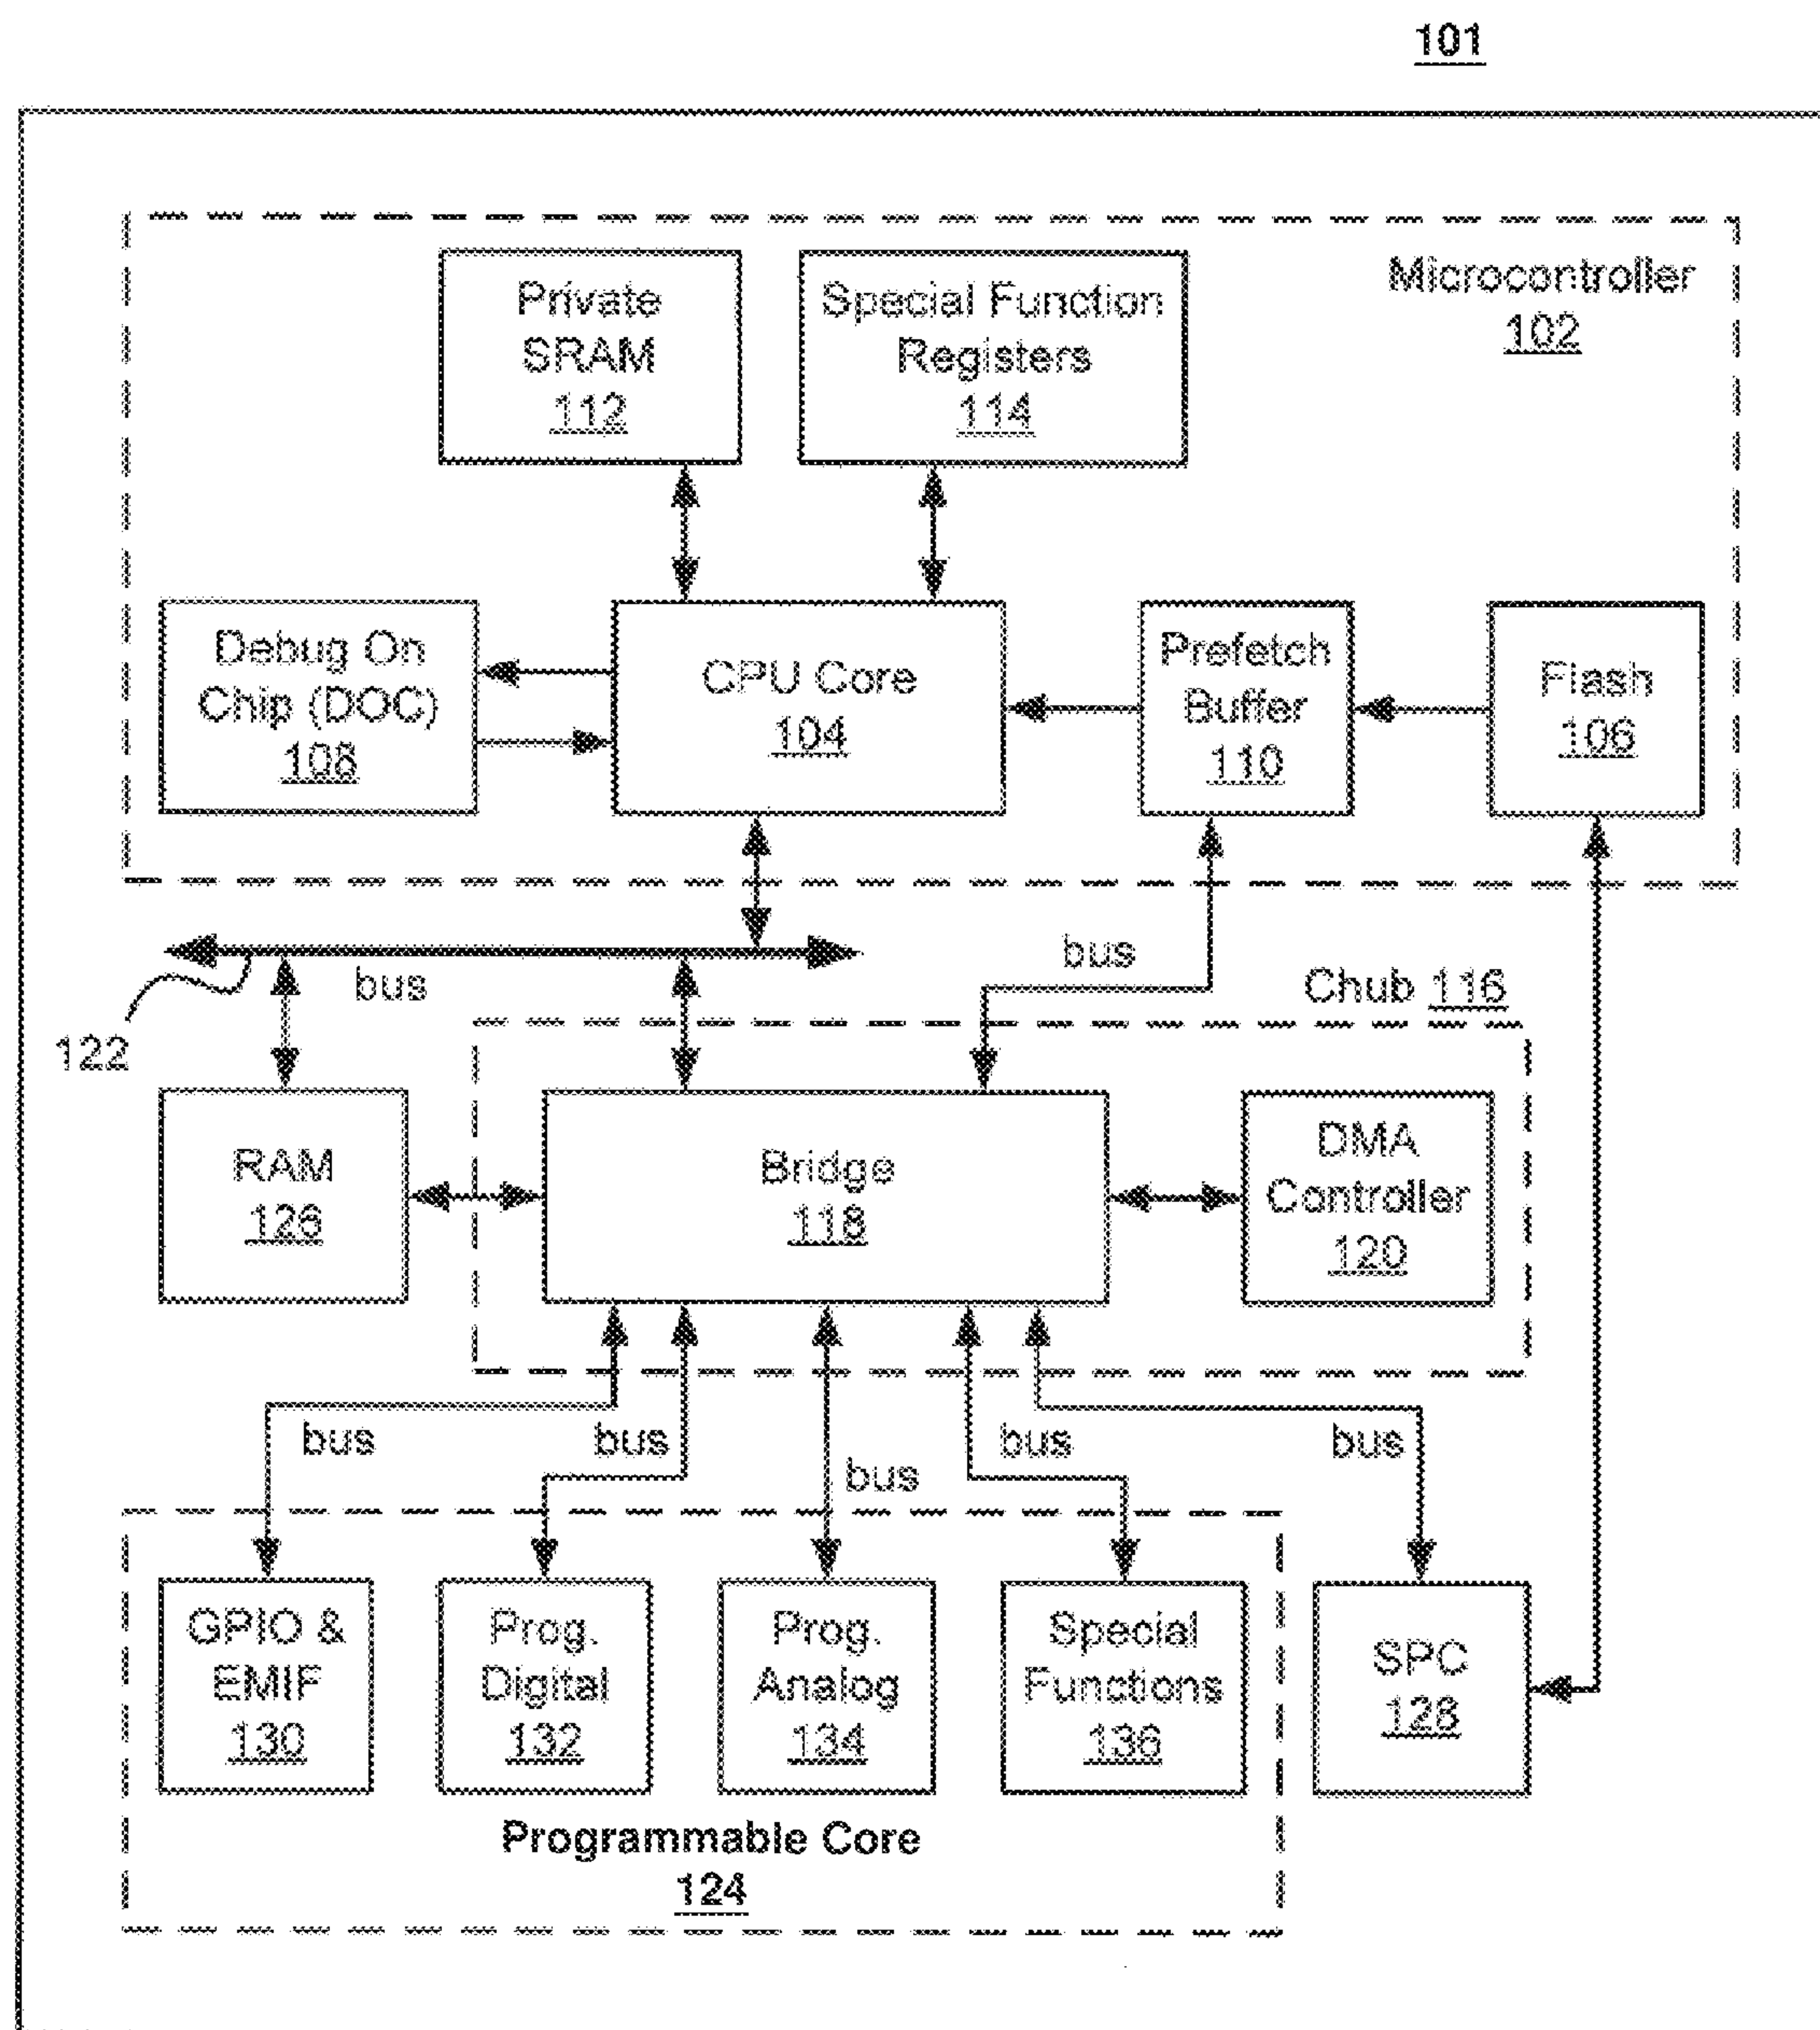 101
Microcontroller
102
Private
SRAM
112
Special Function
Registers
114
Debug On
Chip (DOC)
108
CPU Core
104
Prefetch
Buffer
110
Flash
106
bus
122
bus
Chub 116
RAM
126
Bridge
118
DMA
Controller
120
bus
bus
bus
bus
bus
GPIO &
EMIF
130
Prog.
Digital
132
Prog.
Analog
134
Special
Functions
136
SPC
128
Programmable Core
124